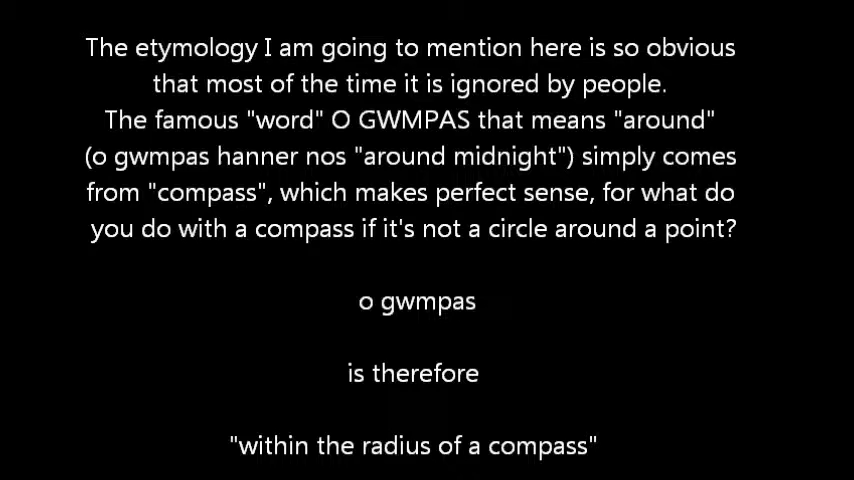 The etymology I am going to mention here is so obvious
that most of the time it is ignored by people.
The famous "word" O GWMPAS that means "around"
(o gwmpas hanner nos "around midnight") simply comes
from "compass", which makes perfect sense, for what do
you do with a compass if it's not a circle around a point?
o gwmpas
is therefore
"within the radius of a compass"